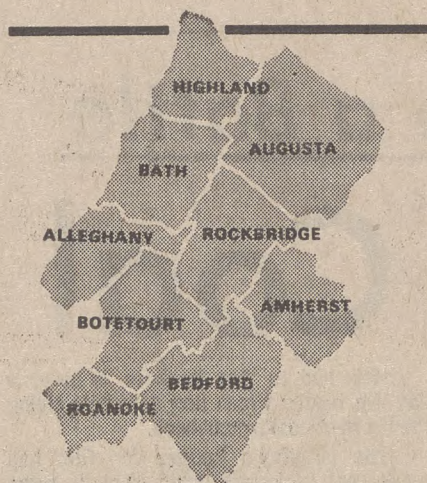 HIGHLAND
AUGUSTA
BATH
ALLEGHANY
ROCKBRIDGE
AMHERST
BOTETOURT
BEDFORD
ROANOKE